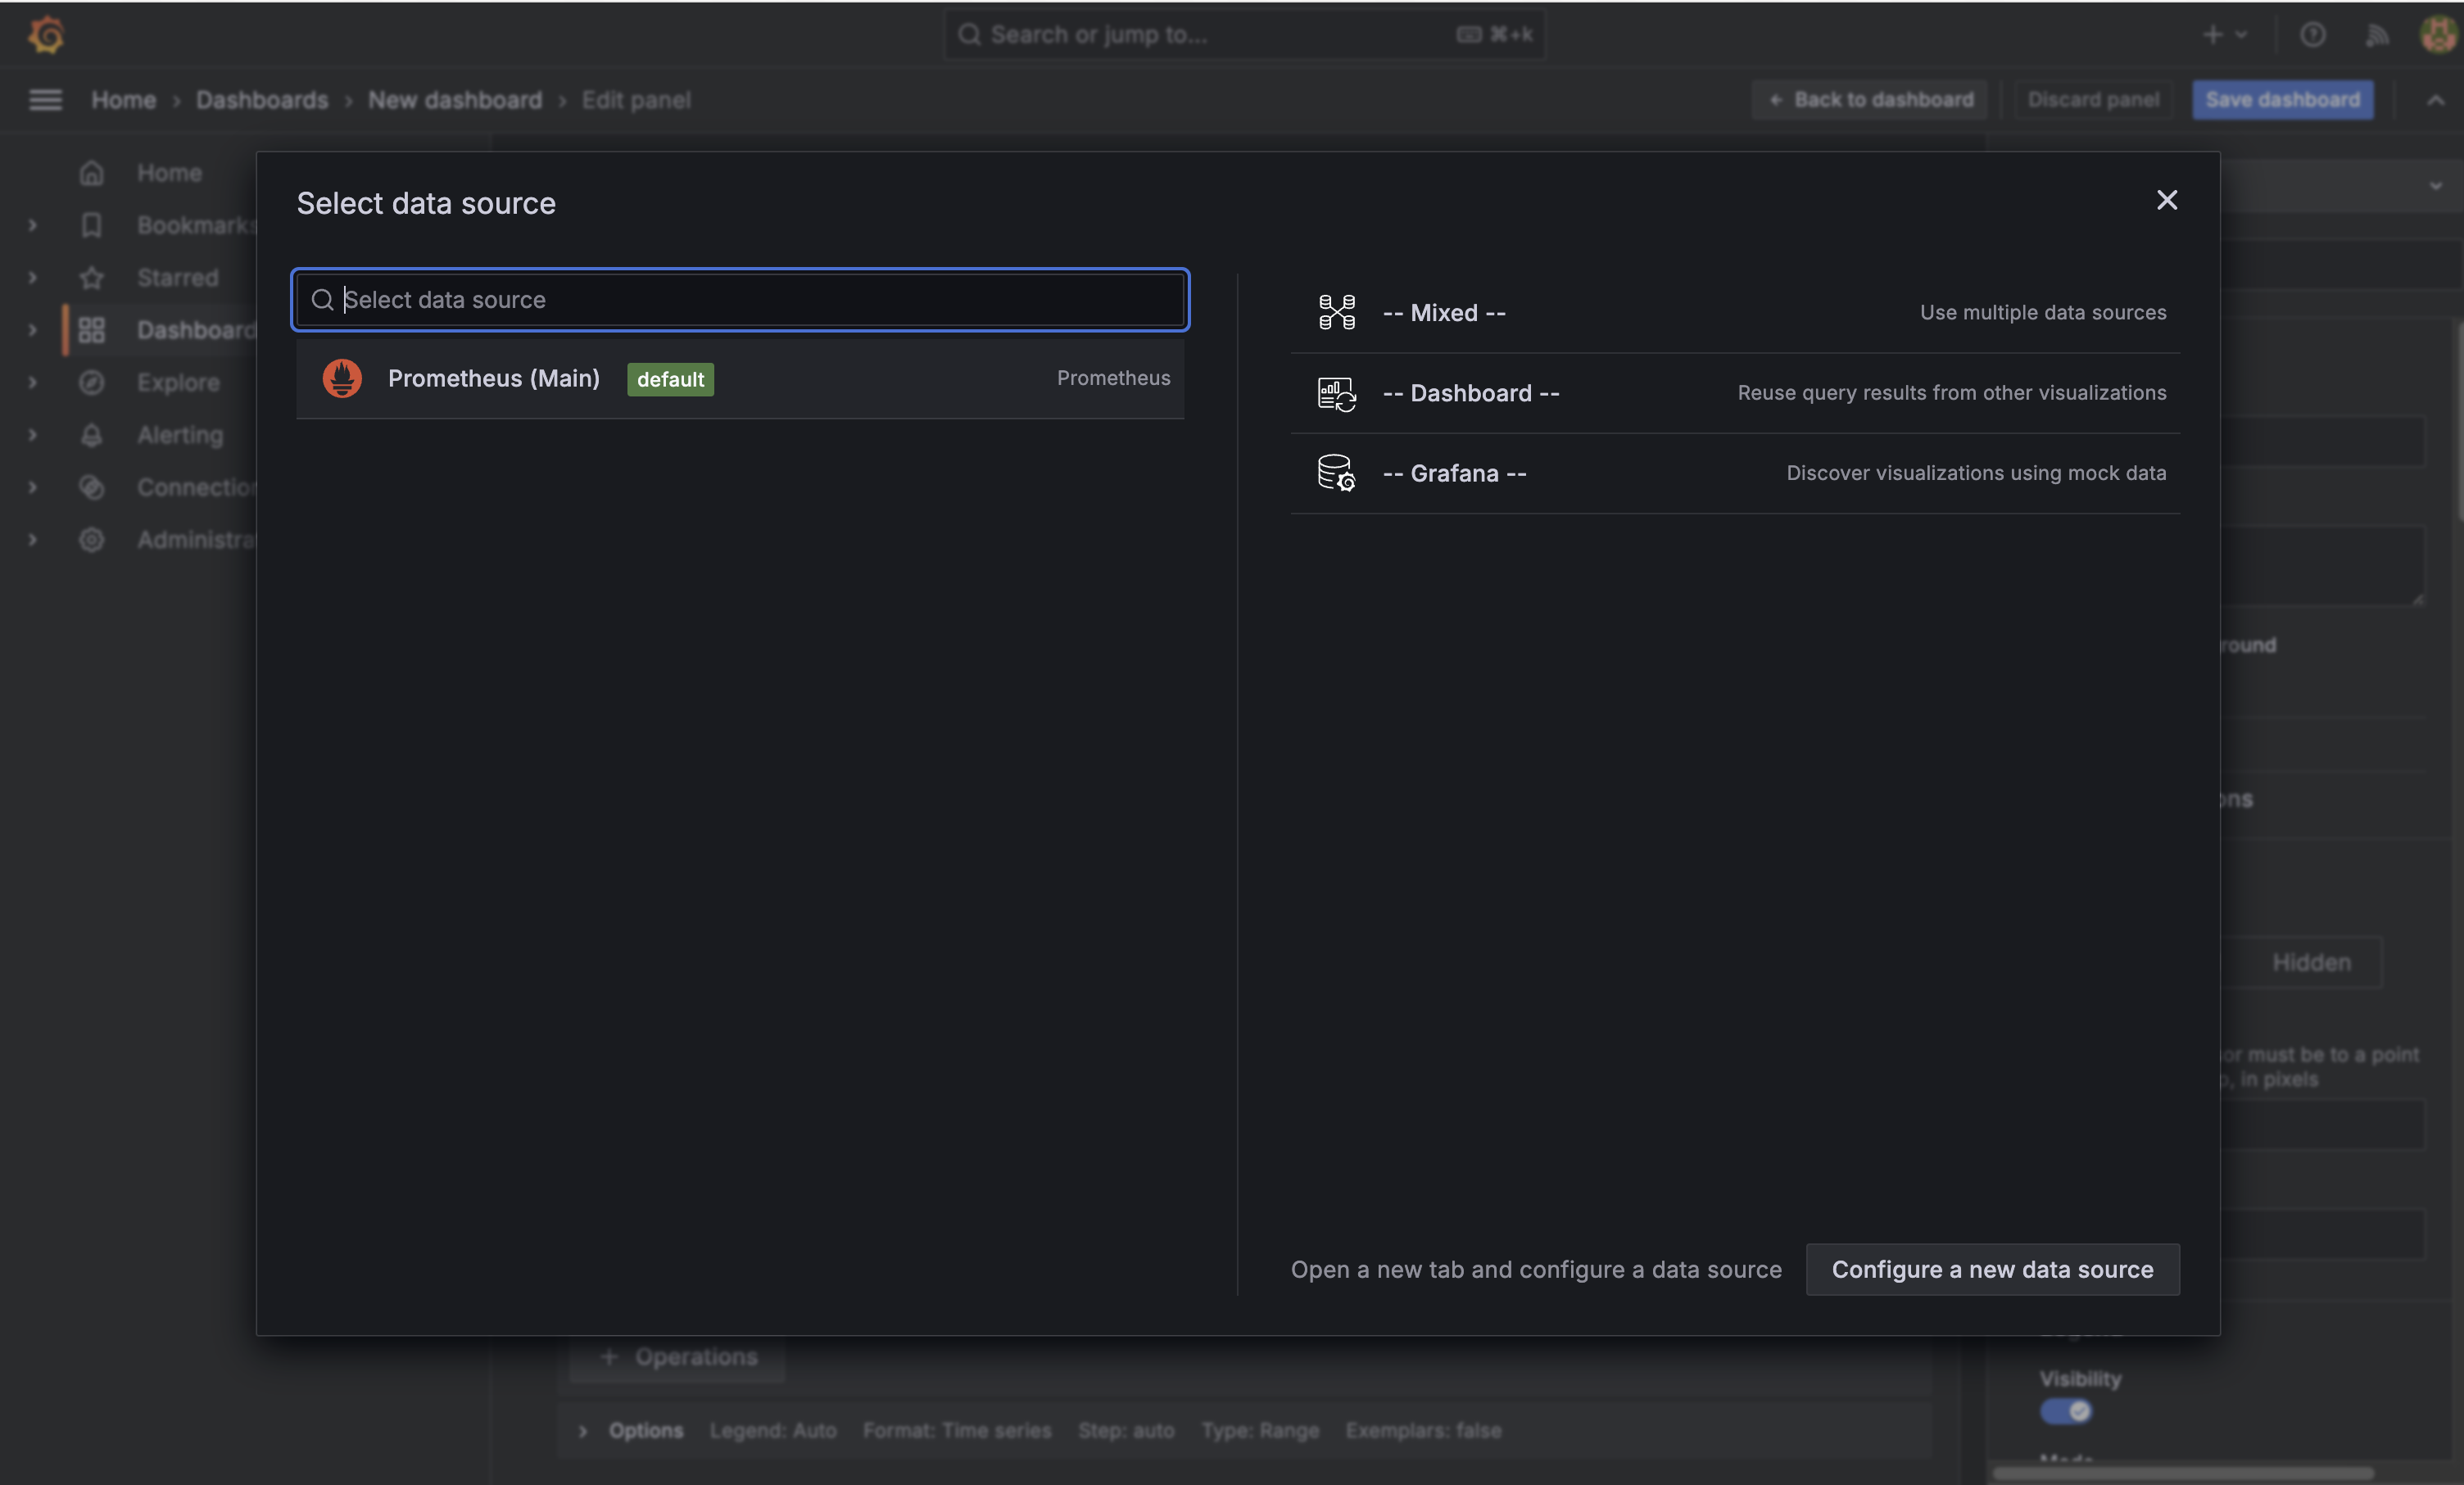 Search or jump to...
⌘+k
Home
Dashboards
New dashboard
Edit panel
Back to dashboard
Discard panel
Save dashboard
Home
Bookmarks
Starred
Dashboard
Explore
Alerting
Connection
Administra
Select data source
Select data source
Prometheus (Main)
default
Prometheus
-- Mixed --
Use multiple data sources
-- Dashboard --
Reuse query results from other visualizations
-- Grafana --
Discover visualizations using mock data
Open a new tab and configure a data source
Configure a new data source
round
ons
Hidden
or must be to a point
, in pixels
Visibility
Operations
Options
Legend: Auto
Format: Time series
Step: auto
Type: Range
Exemplars: false